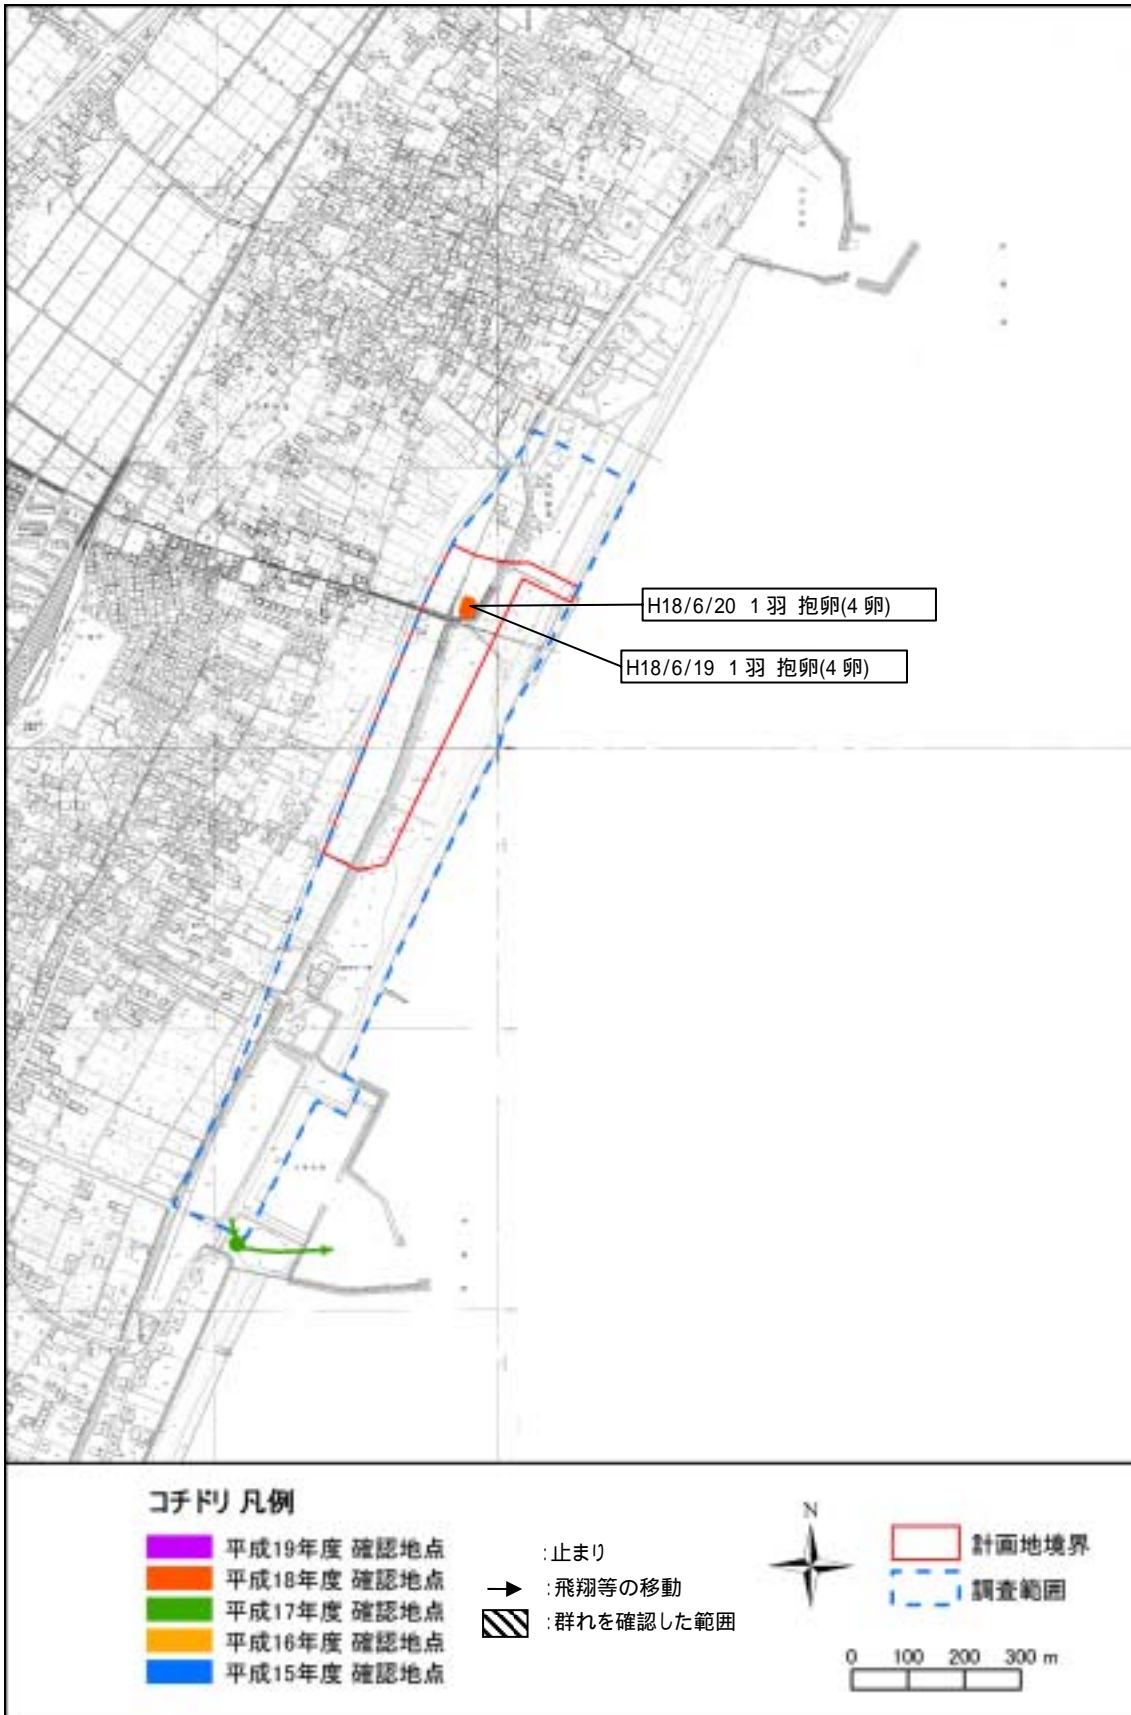 H18/6/20 1 羽 抱卵(4 卵)
H18/6/19 1 羽 抱卵(4 卵)
コチドリ 凡例
平成19年度 確認地点
平成18年度 確認地点
平成17年度 確認地点
平成16年度 確認地点
平成15年度 確認地点
:止まり
:飛翔等の移動
:群れを確認した範囲
N
計画地境界
調査範囲
0 100 200 300 m